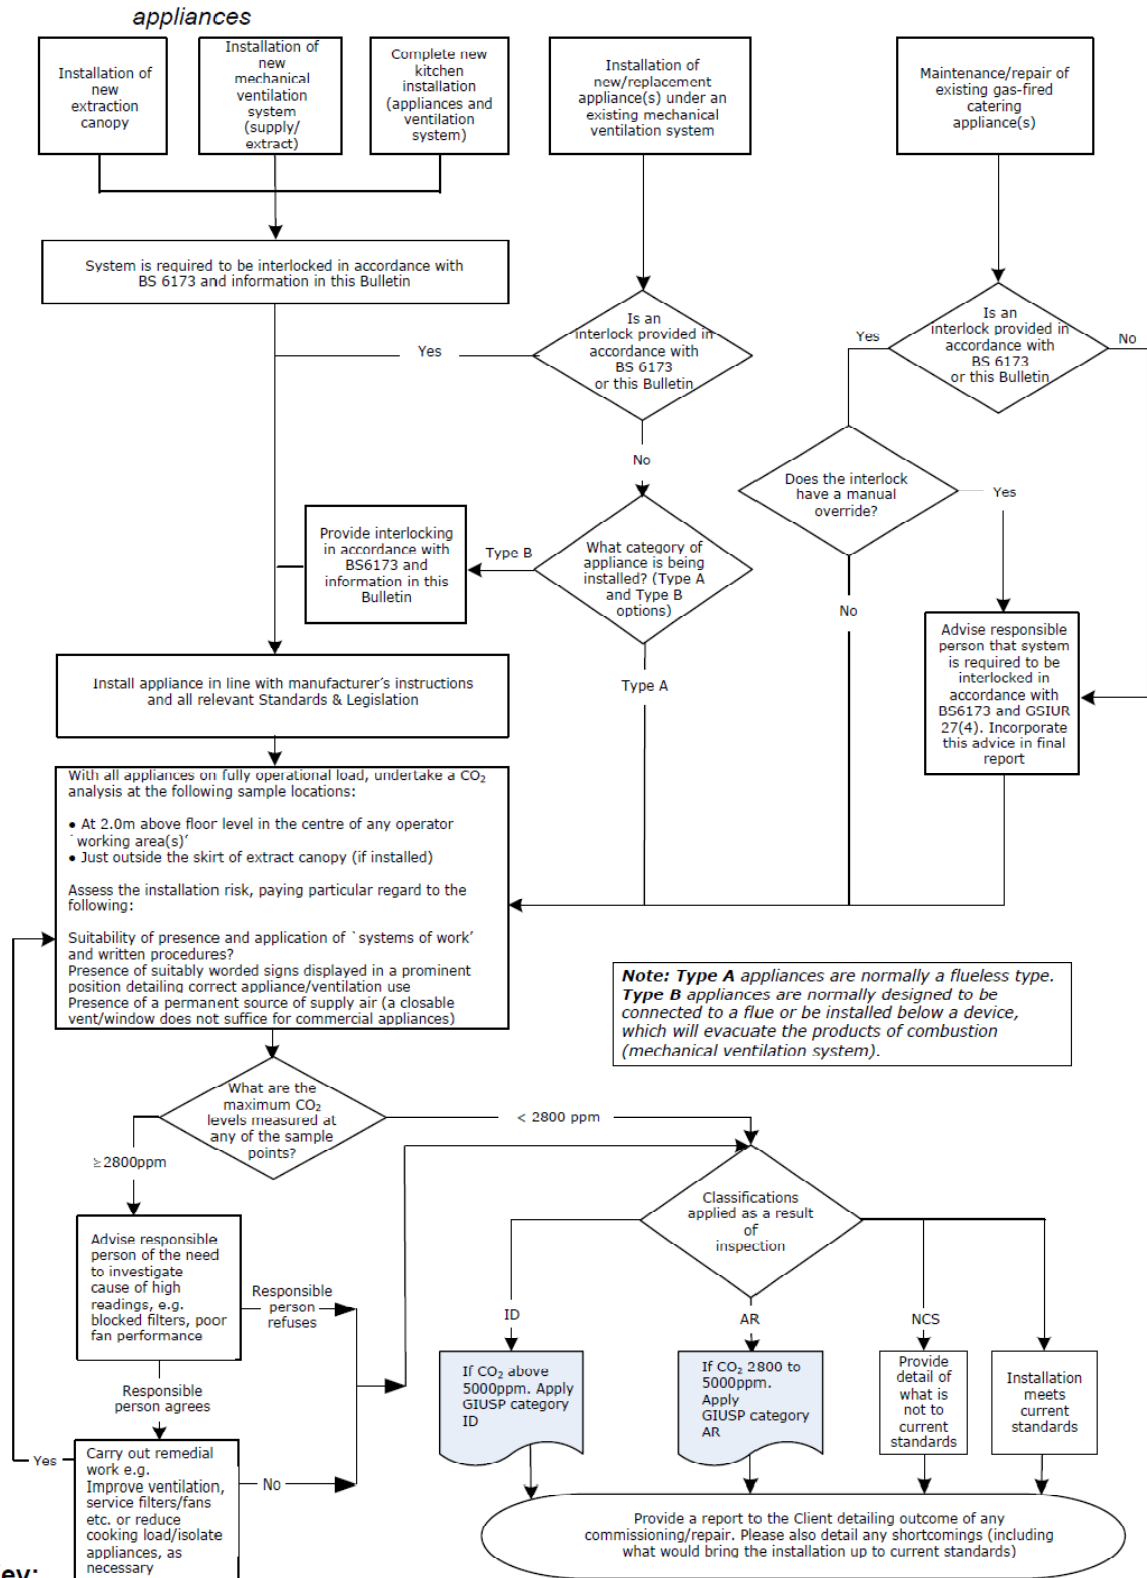 appliances
Installation of
new
extraction
canopy
Installation of
new
mechanical
ventilation
system
(supply/
extract)
Complete new
kitchen
installation
(appliances and
ventilation
system)
Installation of
new/replacement
appliance(s) under an
existing mechanical
ventilation system
Maintenance/repair of
existing gas-fired
catering
appliance(s)
System is required to be interlocked in accordance with
BS 6173 and information in this Bulletin
Is an
interlock provided in
accordance with
BS 6173
or this Bulletin
Yes
No
Is an
interlock provided in
accordance with
BS 6173
or this Bulletin
Yes
No
Does the interlock
have a manual
override?
Yes
No
What category of
appliance is being
installed? (Type A
and Type B
options)
Type B
Type A
Provide interlocking
in accordance with
BS6173 and
information in this
Bulletin
Advise responsible
person that system
is required to be
interlocked in
accordance with
BS6173 and GSIUR
27(4). Incorporate
this advice in final
report
Install appliance in line with manufacturer's instructions
and all relevant Standards & Legislation
With all appliances on fully operational load, undertake a CO₂
analysis at the following sample locations:
● At 2.0m above floor level in the centre of any operator
`working area(s)'
● Just outside the skirt of extract canopy (if installed)
Assess the installation risk, paying particular regard to the
following:
Suitability of presence and application of `systems of work'
and written procedures?
Presence of suitably worded signs displayed in a prominent
position detailing correct appliance/ventilation use
Presence of a permanent source of supply air (a closable
vent/window does not suffice for commercial appliances)
Note: Type A appliances are normally a flueless type.
Type B appliances are normally designed to be
connected to a flue or be installed below a device,
which will evacuate the products of combustion
(mechanical ventilation system).
What are the
maximum CO₂
levels measured at
any of the sample
points?
< 2800 ppm
≥2800ppm
Classifications
applied as a result
of
inspection
Advise responsible
person of the need
to investigate
cause of high
readings, e.g.
blocked filters, poor
fan performance
Responsible
person
refuses
Responsible
person agrees
ID
AR
NCS
If CO₂ above
5000ppm. Apply
GIUSP category
ID
If CO₂ 2800 to
5000ppm.
Apply
GIUSP category
AR
Provide
detail of
what is
not to
current
standards
Installation
meets
current
standards
Yes
Carry out remedial
work e.g.
Improve ventilation,
service filters/fans
etc. or reduce
cooking load/isolate
appliances, as
necessary
No
Provide a report to the Client detailing outcome of any
commissioning/repair. Please also detail any shortcomings (including
what would bring the installation up to current standards)